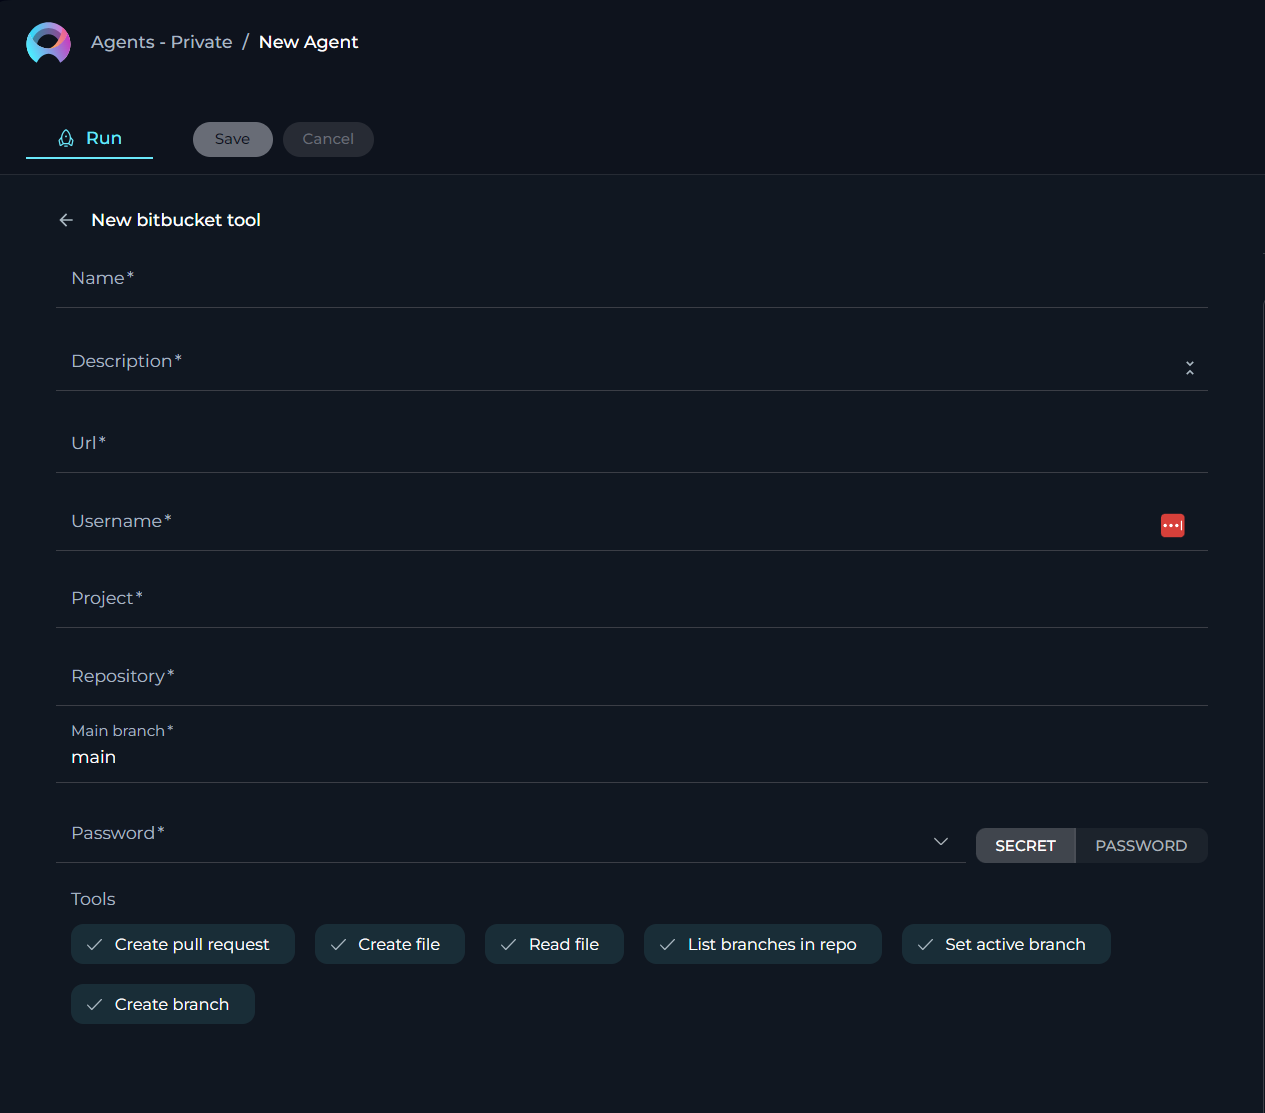 Agents - Private / New Agent
Run Save Cancel
New bitbucket tool
Name*
Description*
Url*
Username*
Project*
Repository*
Main branch*
main
Password* SECRET PASSWORD
Tools
Create pull request Create file Read file List branches in repo Set active branch
Create branch